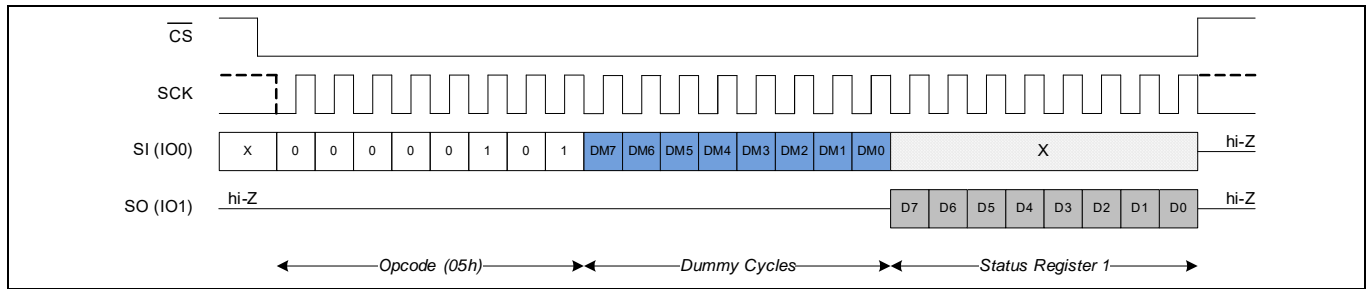 CS
SCK
SI (IO0) X 0 0 0 0 0 1 0 1 DM7 DM6 DM5 DM4 DM3 DM2 DM1 DM0 X hi-Z
SO (IO1) hi-Z D7 D6 D5 D4 D3 D2 D1 D0 hi-Z
Opcode (05h) Dummy Cycles Status Register 1